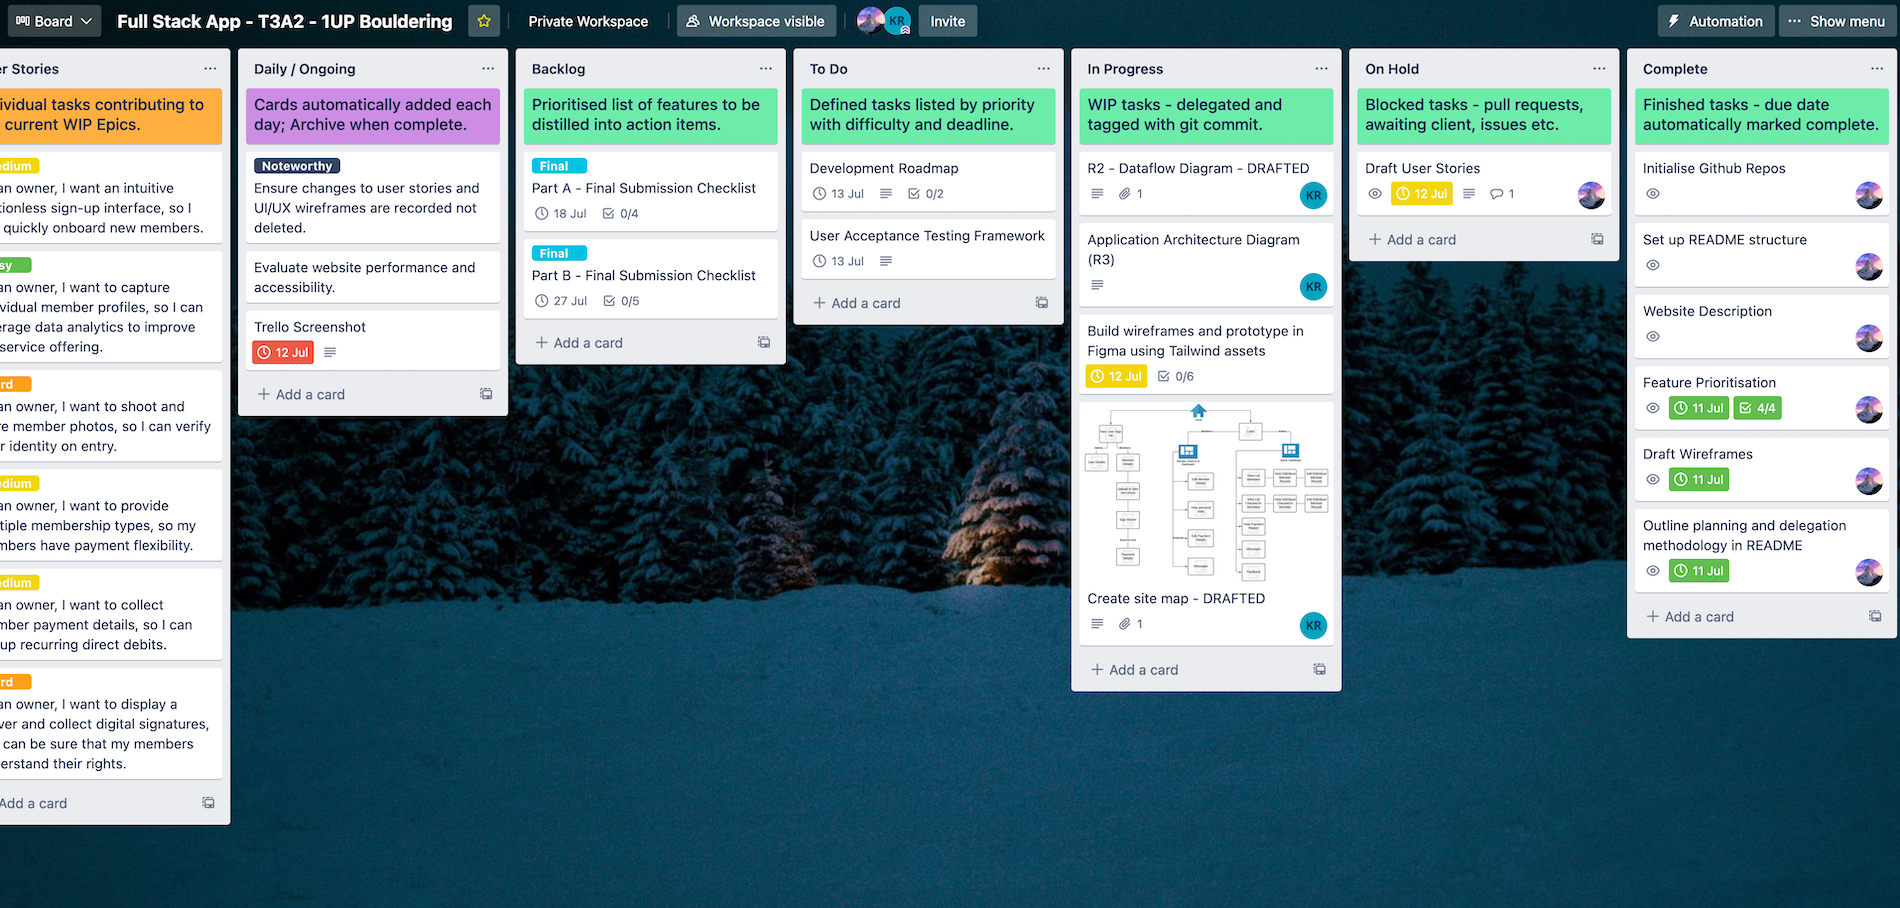 Board
Full Stack App - T3A2 - 1UP Bouldering
Private Workspace
Workspace visible
KR
Invite
Automation
Show menu
er Stories
ividual tasks contributing to
current WIP Epics.
edium
an owner, I want an intuitive
tionless sign-up interface, so I
quickly onboard new members.
sy
an owner, I want to capture
vidual member profiles, so I can
erage data analytics to improve
service offering.
rd
an owner, I want to shoot and
re member photos, so I can verify
r identity on entry.
edium
an owner, I want to provide
tiple membership types, so my
mbers have payment flexibility.
edium
an owner, I want to collect
mber payment details, so I can
up recurring direct debits.
rd
an owner, I want to display a
ver and collect digital signatures,
can be sure that my members
erstand their rights.
Add a card
Daily / Ongoing
Cards automatically added each
day; Archive when complete.
Noteworthy
Ensure changes to user stories and
UI/UX wireframes are recorded not
deleted.
Evaluate website performance and
accessibility.
Trello Screenshot
12 Jul
Add a card
Backlog
Prioritised list of features to be
distilled into action items.
Final
Part A - Final Submission Checklist
18 Jul 0/4
Final
Part B - Final Submission Checklist
27 Jul 0/5
Add a card
To Do
Defined tasks listed by priority
with difficulty and deadline.
Development Roadmap
13 Jul 0/2
User Acceptance Testing Framework
13 Jul
Add a card
In Progress
WIP tasks - delegated and
tagged with git commit.
R2 - Dataflow Diagram - DRAFTED
1
KR
Application Architecture Diagram
(R3)
KR
Build wireframes and prototype in
Figma using Tailwind assets
12 Jul 0/6
Create site map - DRAFTED
1
KR
Add a card
On Hold
Blocked tasks - pull requests,
awaiting client, issues etc.
Draft User Stories
12 Jul 1
Add a card
Complete
Finished tasks - due date
automatically marked complete.
Initialise Github Repos
Set up README structure
Website Description
Feature Prioritisation
11 Jul 4/4
Draft Wireframes
11 Jul
Outline planning and delegation
methodology in README
11 Jul
Add a card